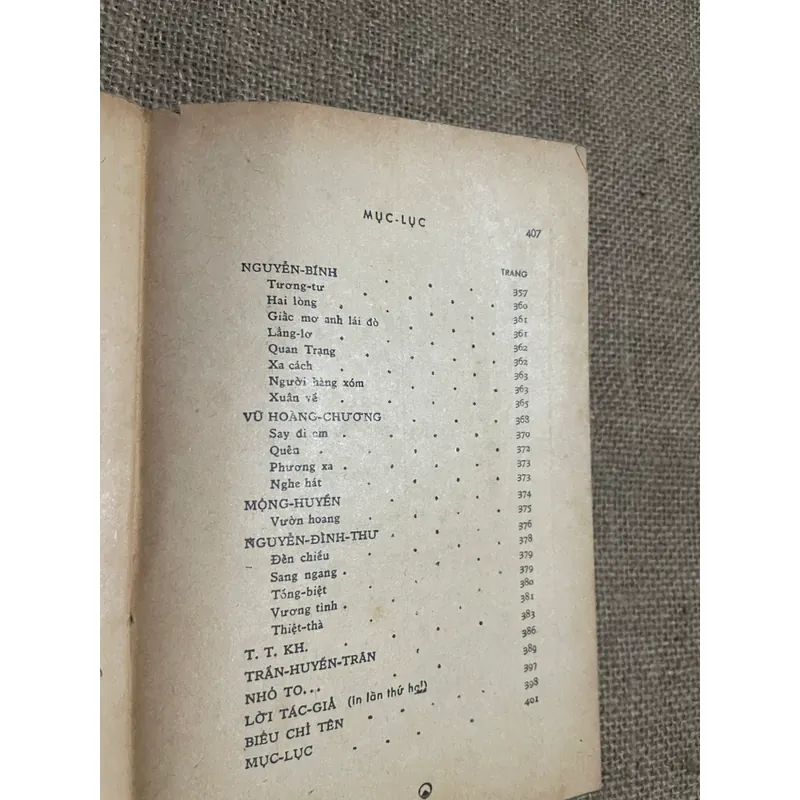 MỤC-LỤC
407
TRANG
NGUYỄN-BÍNH . . . . 357
Tương-tư . . . . 360
Hai lòng . . . . 361
Giấc mơ anh lái đò . . . 361
Lẳng-lơ . . . . 362
Quan Trạng . . . . 362
Xa cách . . . . 363
Người hàng xóm . . . 363
Xuân về . . . . 365
VŨ HOÀNG-CHƯƠNG . . . 368
Say đi em . . . . 370
Quên . . . . 372
Phương xa . . . . 373
Nghe hát . . . . 373
MỘNG-HUYỀN . . . . 374
Vườn hoang . . . . 375
NGUYỄN-ĐÌNH-THƯ . . . . 376
Đến chiều . . . . 378
Sang ngang . . . . 379
Tống-biệt . . . . 379
Vương tình . . . . 380
Thiệt-thà . . . . 381
T. T. KH. . . . . 383
TRẦN-HUYỀN-TRÂN . . . 386
NHỎ TO... . . . . 389
LỜI TÁC-GIẢ (In lần thứ hai) . . 397
BIỂU CHỈ TÊN . . . . 398
MỤC-LỤC . . . . 401